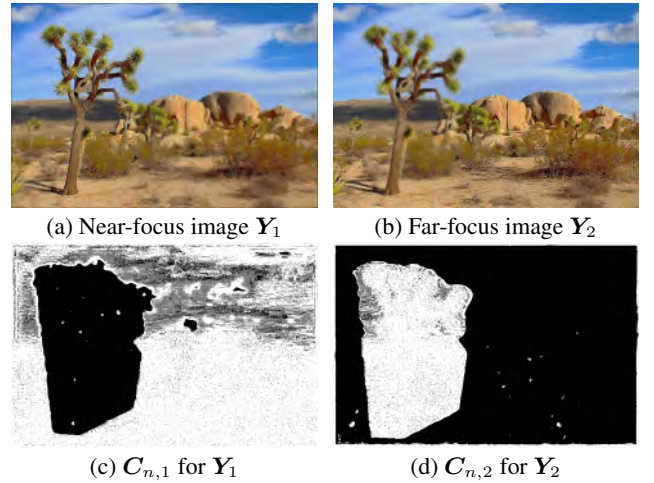 (a) Near-focus image Y₁
(b) Far-focus image Y₂
(c) Cₙ,₁ for Y₁
(d) Cₙ,₂ for Y₂